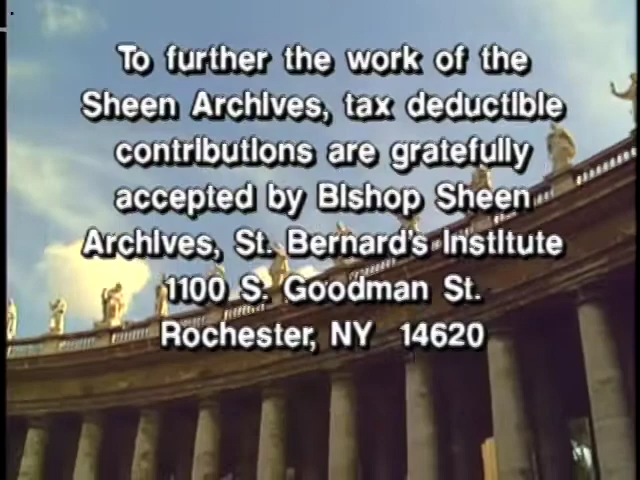 To further the work of the
Sheen Archives, tax deductible
contributions are gratefully
accepted by Bishop Sheen
Archives, St. Bernard's Institute
1100 S. Goodman St.
Rochester, NY 14620